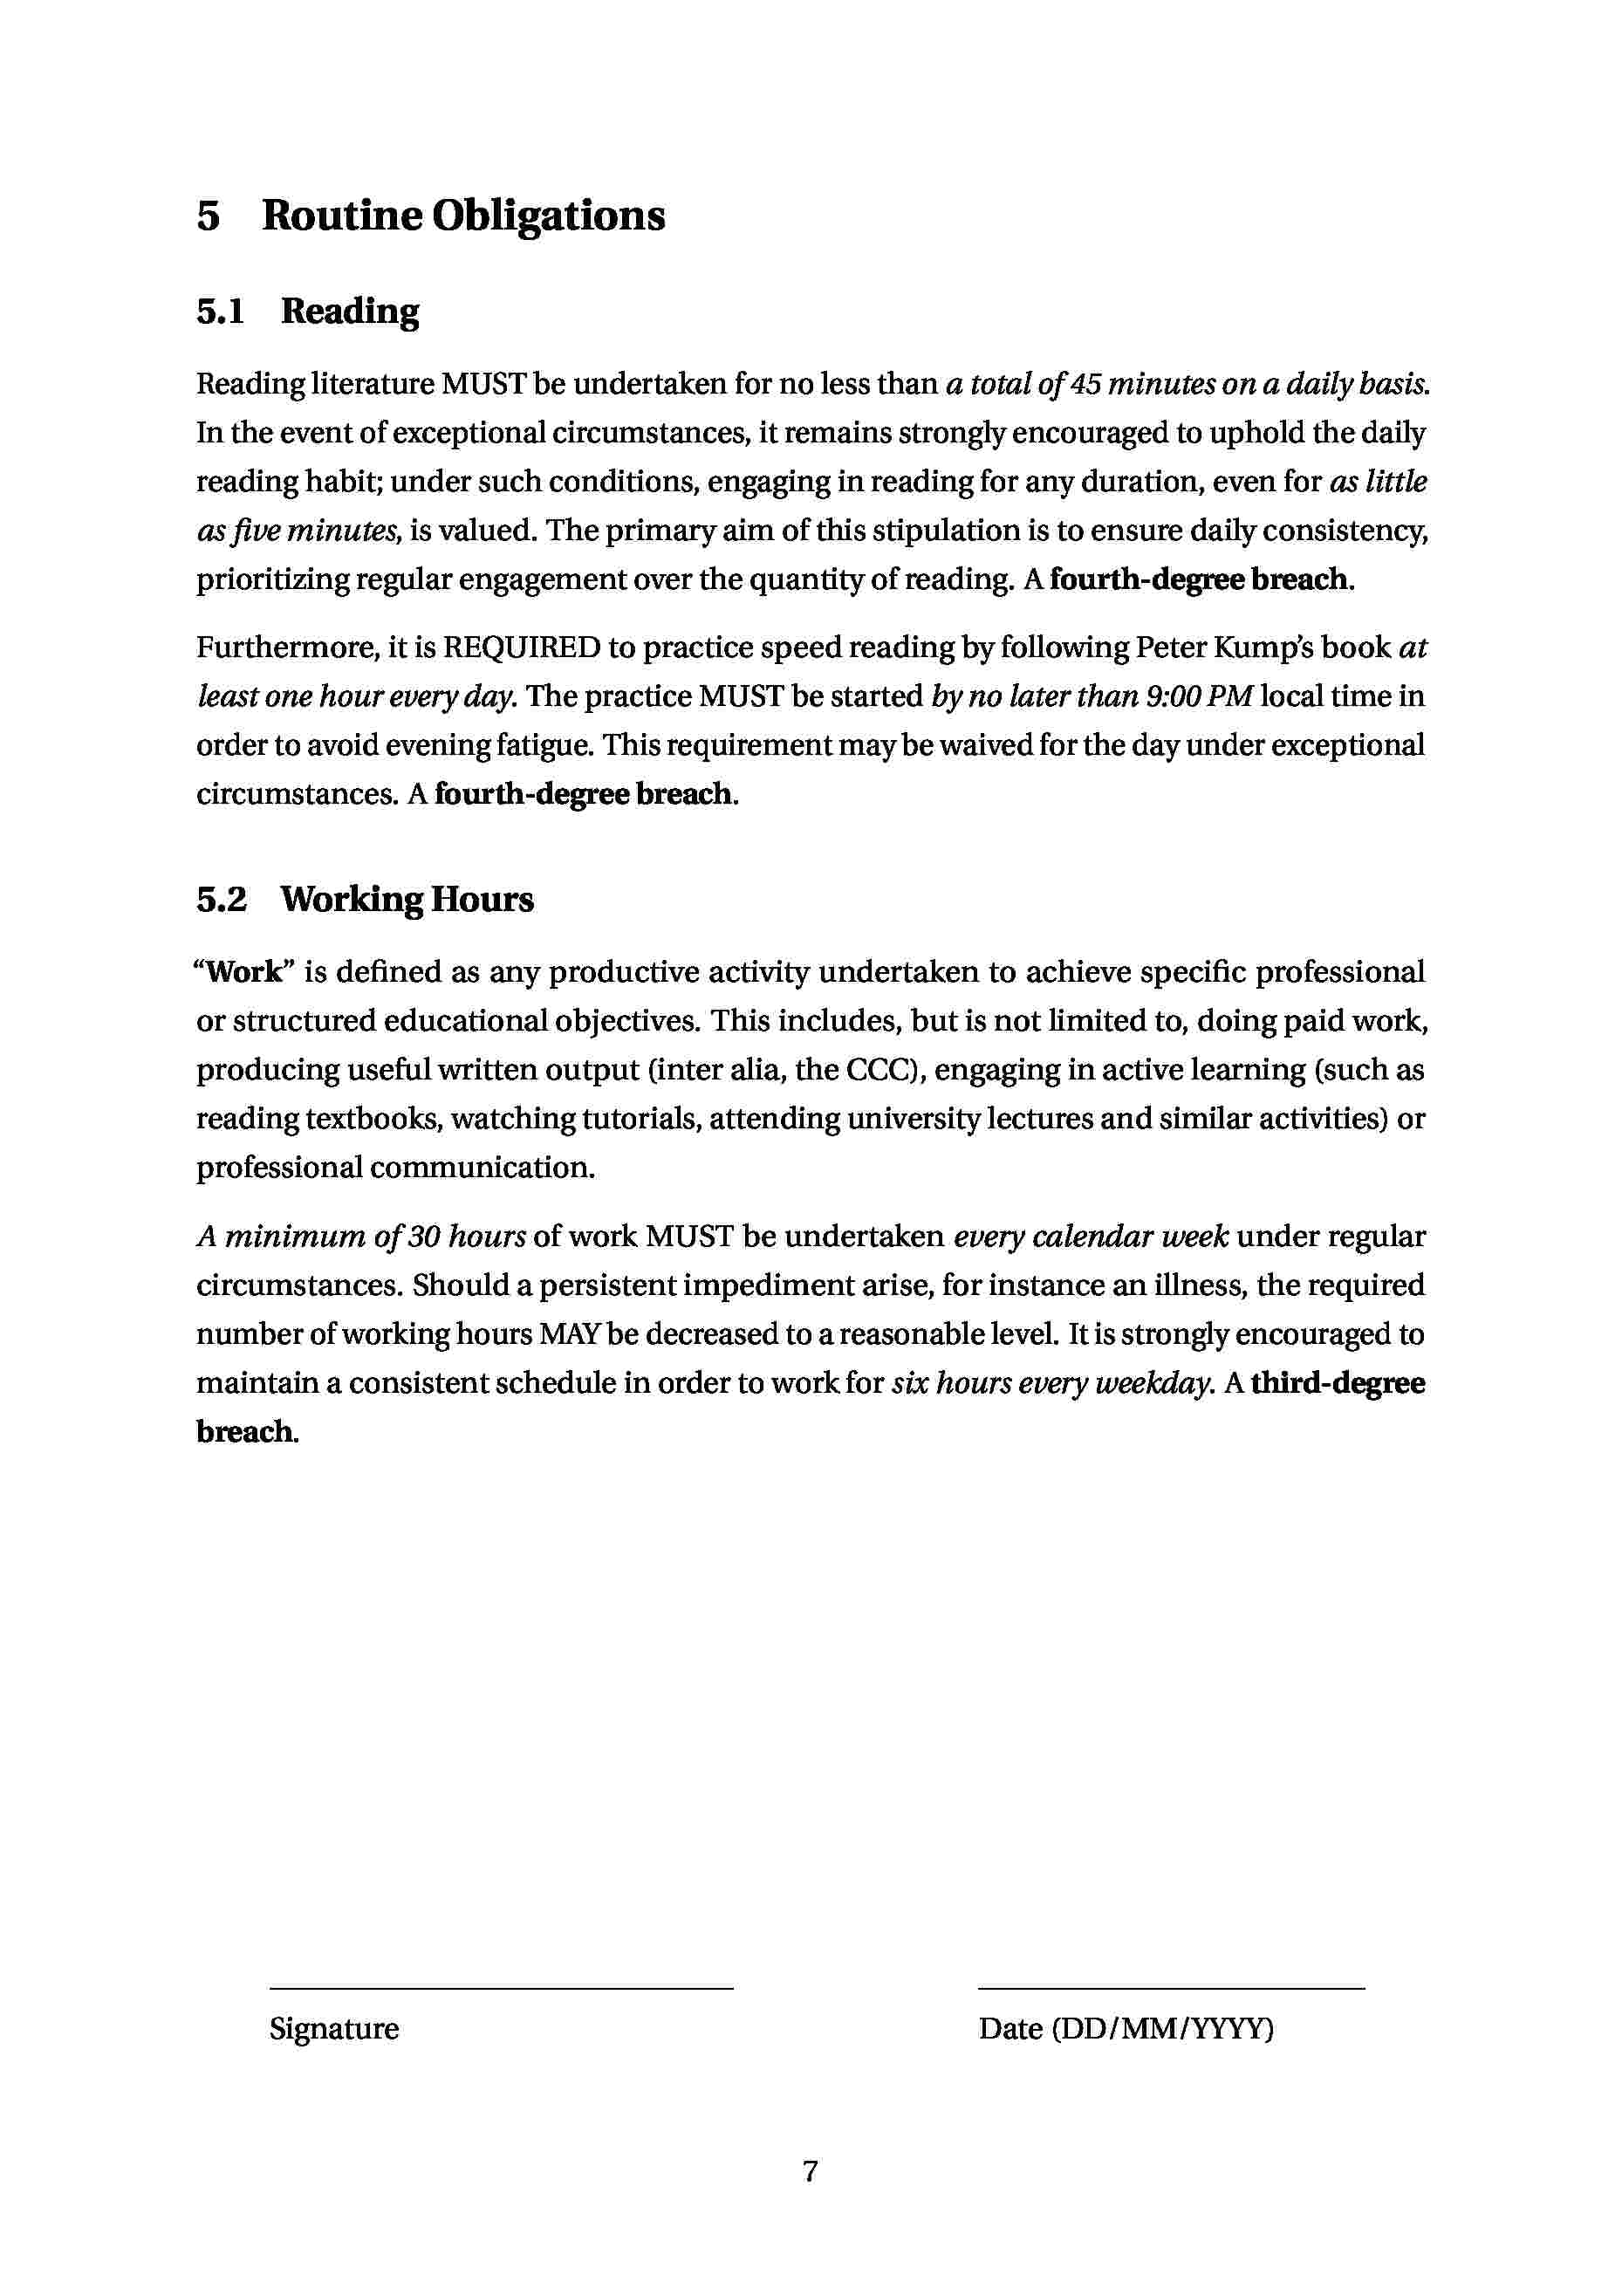 5 Routine Obligations
5.1 Reading
Reading literature MUST be undertaken for no less than a total of 45 minutes on a daily basis.
In the event of exceptional circumstances, it remains strongly encouraged to uphold the daily
reading habit; under such conditions, engaging in reading for any duration, even for as little
as five minutes, is valued. The primary aim of this stipulation is to ensure daily consistency,
prioritizing regular engagement over the quantity of reading. A fourth-degree breach.
Furthermore, it is REQUIRED to practice speed reading by following Peter Kump’s book at
least one hour every day. The practice MUST be started by no later than 9:00 PM local time in
order to avoid evening fatigue. This requirement may be waived for the day under exceptional
circumstances. A fourth-degree breach.
5.2 Working Hours
“Work” is defined as any productive activity undertaken to achieve specific professional
or structured educational objectives. This includes, but is not limited to, doing paid work,
producing useful written output (inter alia, the CCC), engaging in active learning (such as
reading textbooks, watching tutorials, attending university lectures and similar activities) or
professional communication.
A minimum of 30 hours of work MUST be undertaken every calendar week under regular
circumstances. Should a persistent impediment arise, for instance an illness, the required
number of working hours MAY be decreased to a reasonable level. It is strongly encouraged to
maintain a consistent schedule in order to work for six hours every weekday. A third-degree
breach.
Signature
Date (DD/MM/YYYY)
7